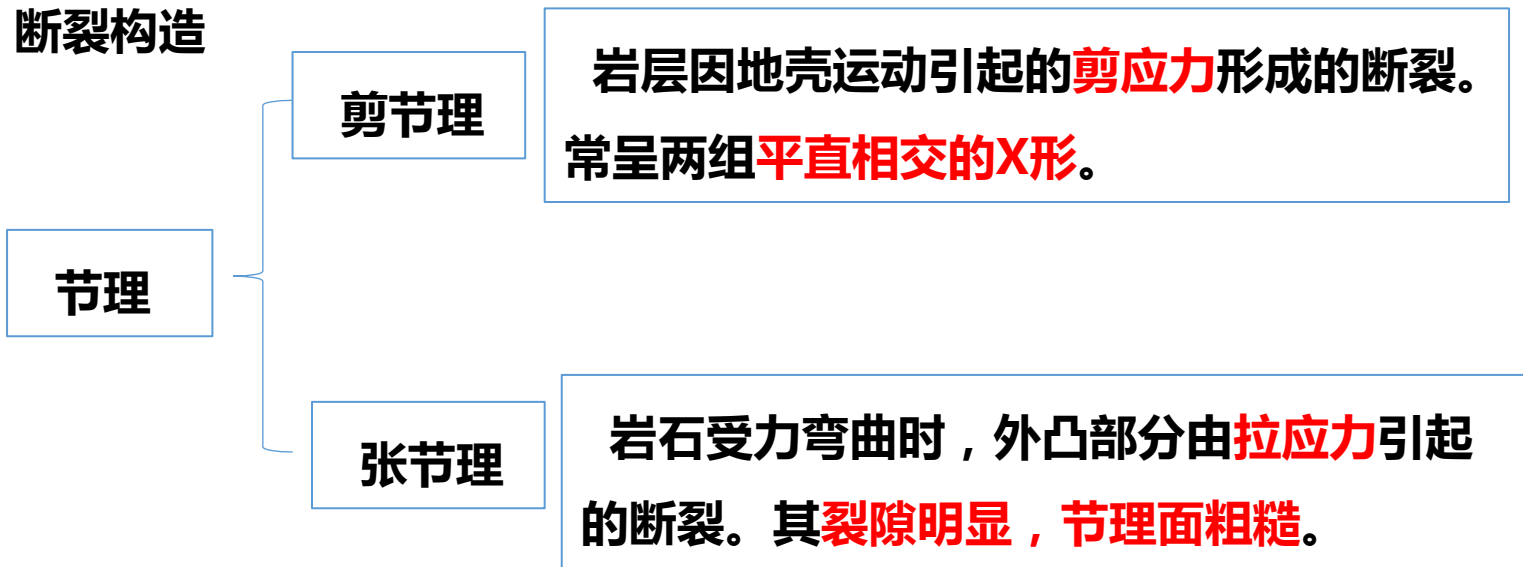 断裂构造
剪节理
岩层因地壳运动引起的剪应力形成的断裂。
常呈两组平直相交的X形。
节理
张节理
岩石受力弯曲时，外凸部分由拉应力引起
的断裂。其裂隙明显，节理面粗糙。